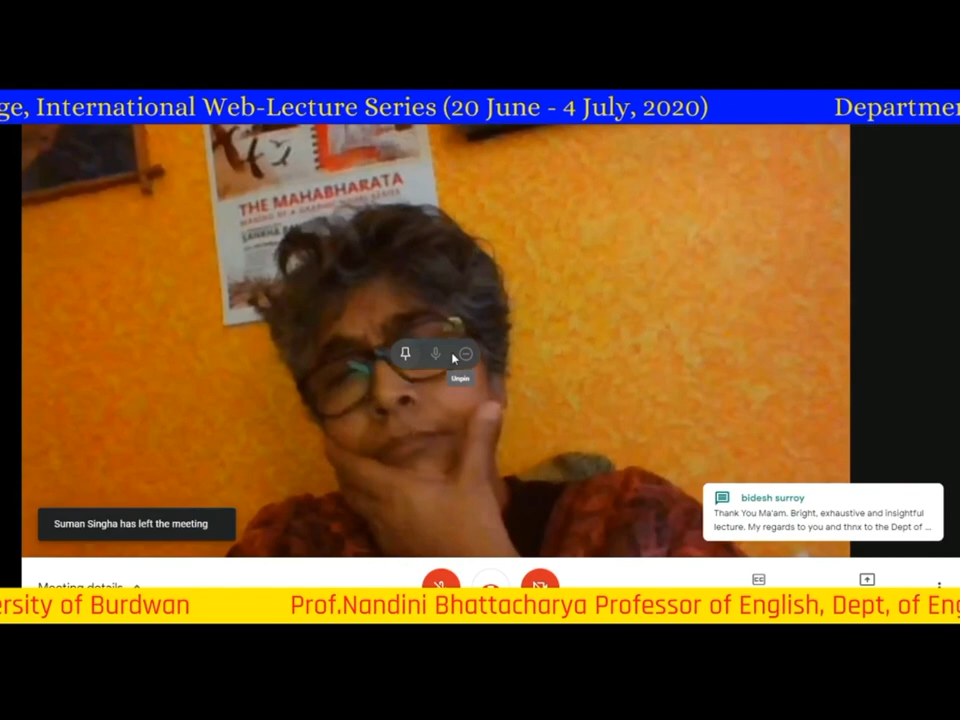 ge, International Web-Lecture Series (20 June - 4 July, 2020) Departmen
THE MAHABHARATA
Unpin
bidesh surroy
Thank You Ma'am. Bright, exhaustive and insightful
lecture. My regards to you and thnx to the Dept of ...
Suman Singha has left the meeting
Meeting details
ersity of Burdwan Prof.Nandini Bhattacharya Professor of English, Dept, of Eng